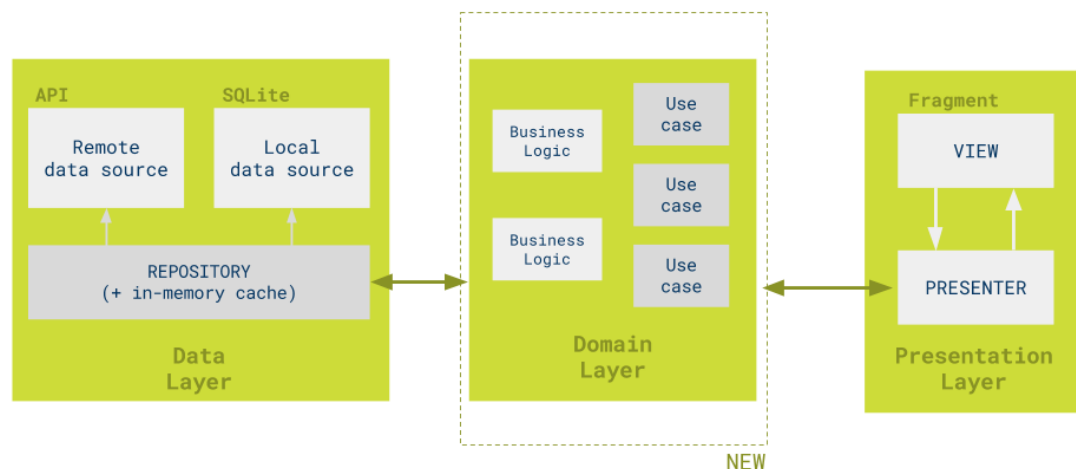 API
SQLite
Remote
data source
Local
data source
REPOSITORY
(+ in-memory cache)
Data
Layer
Business
Logic
Business
Logic
Use
case
Use
case
Use
case
Domain
Layer
NEW
Fragment
VIEW
PRESENTER
Presentation
Layer